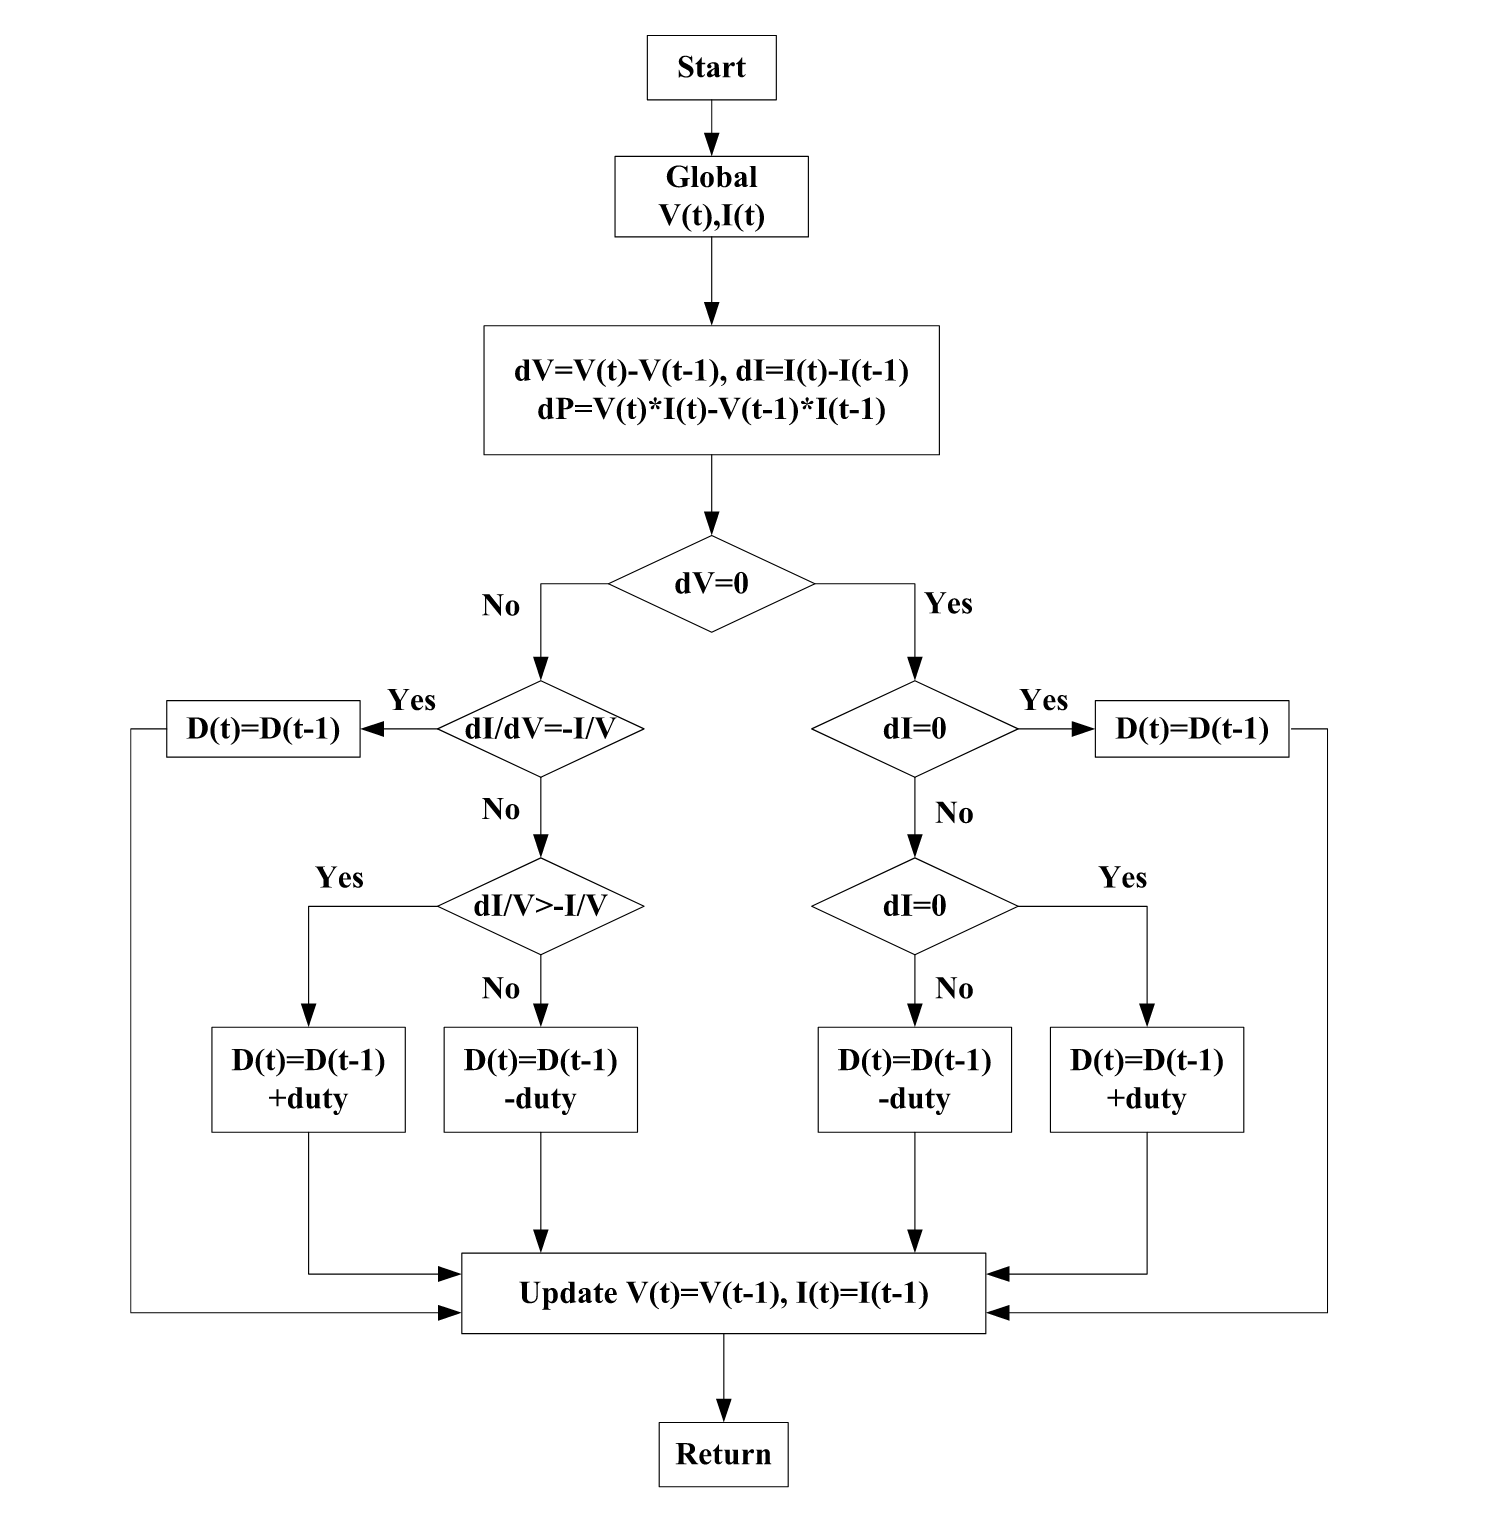 Start
Global
V(t),I(t)
dV=V(t)-V(t-1), dI=I(t)-I(t-1)
dP=V(t)*I(t)-V(t-1)*I(t-1)
dV=0
No
Yes
D(t)=D(t-1)
Yes
dI/dV=-I/V
dI=0
Yes
D(t)=D(t-1)
No
No
Yes
dI/V>-I/V
dI=0
Yes
No
No
D(t)=D(t-1)
+duty
D(t)=D(t-1)
-duty
D(t)=D(t-1)
-duty
D(t)=D(t-1)
+duty
Update V(t)=V(t-1), I(t)=I(t-1)
Return